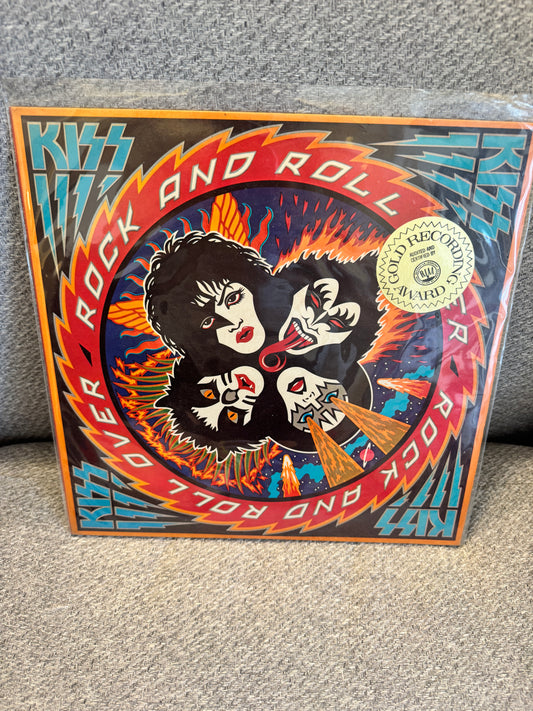 KISS
KISS
ROCK AND ROLL OVER
ROCK AND ROLL OVER
GOLD RECORDING
AUDITED AND
CERTIFIED BY
RIAA
AWARD
KISS
KISS